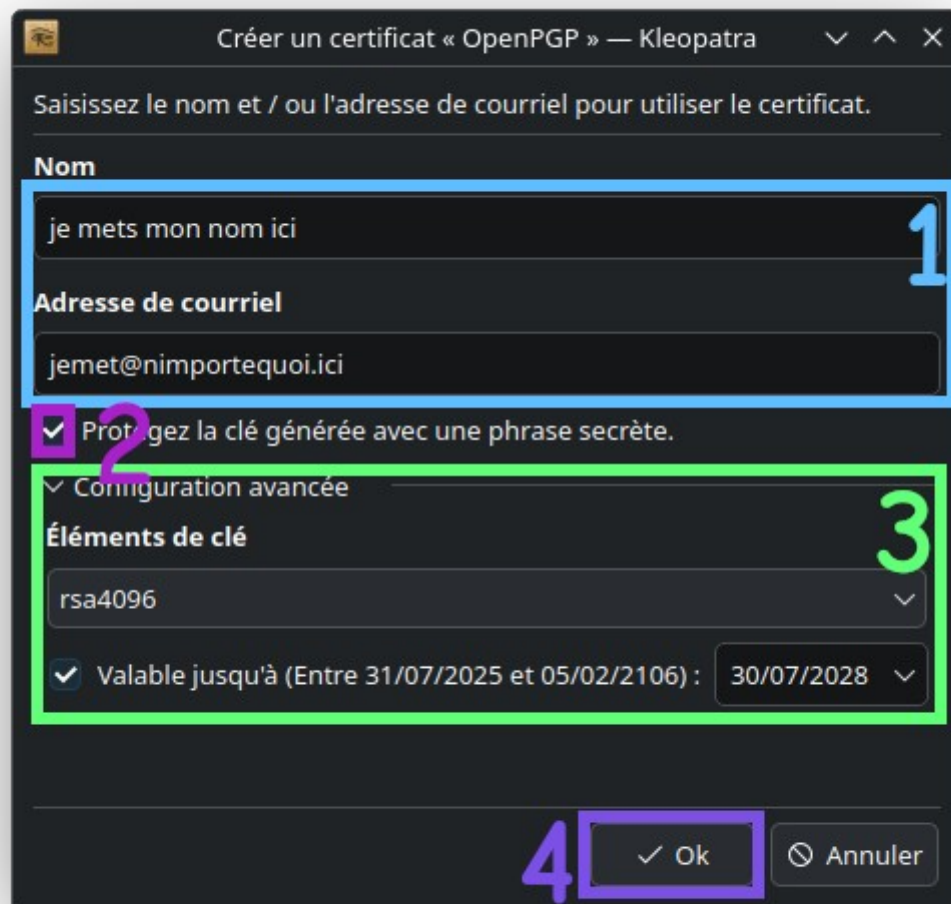 Créer un certificat « OpenPGP » — Kleopatra
Saisissez le nom et / ou l'adresse de courriel pour utiliser le certificat.
Nom
je mets mon nom ici
1
Adresse de courriel
jemet@nimportequoi.ici
2
Protégez la clé générée avec une phrase secrète.
Configuration avancée
3
Éléments de clé
rsa4096
Valable jusqu'à (Entre 31/07/2025 et 05/02/2106) : 30/07/2028
4
Ok Annuler